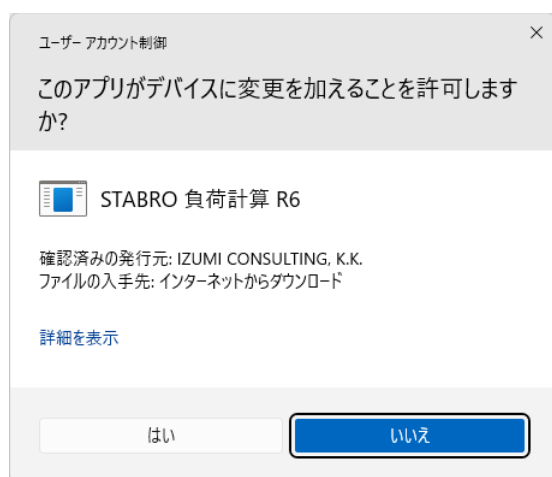 ユーザー アカウント制御
このアプリがデバイスに変更を加えることを許可します
か?
STABRO 負荷計算 R6
確認済みの発行元: IZUMI CONSULTING, K.K.
ファイルの入手先: インターネットからダウンロード
詳細を表示
はい
いいえ